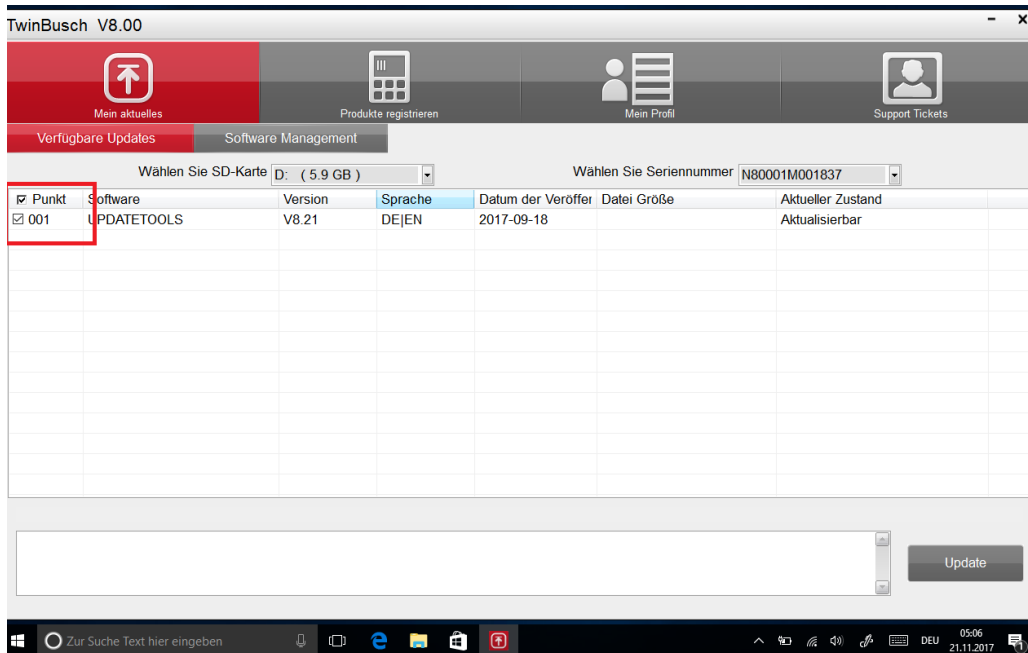 TwinBusch V8.00
Mein aktuelles
Produkte registrieren
Mein Profil
Support Tickets
Verfügbare Updates Software Management
Wählen Sie SD-Karte D: ( 5.9 GB ) Wählen Sie Seriennummer N80001M001837
Punkt Software Version Sprache Datum der Veröffer Datei Größe Aktueller Zustand
001 UPDATETOOLS V8.21 DE|EN 2017-09-18 Aktualisierbar
Update
Zur Suche Text hier eingeben DEU 05:06
21.11.2017